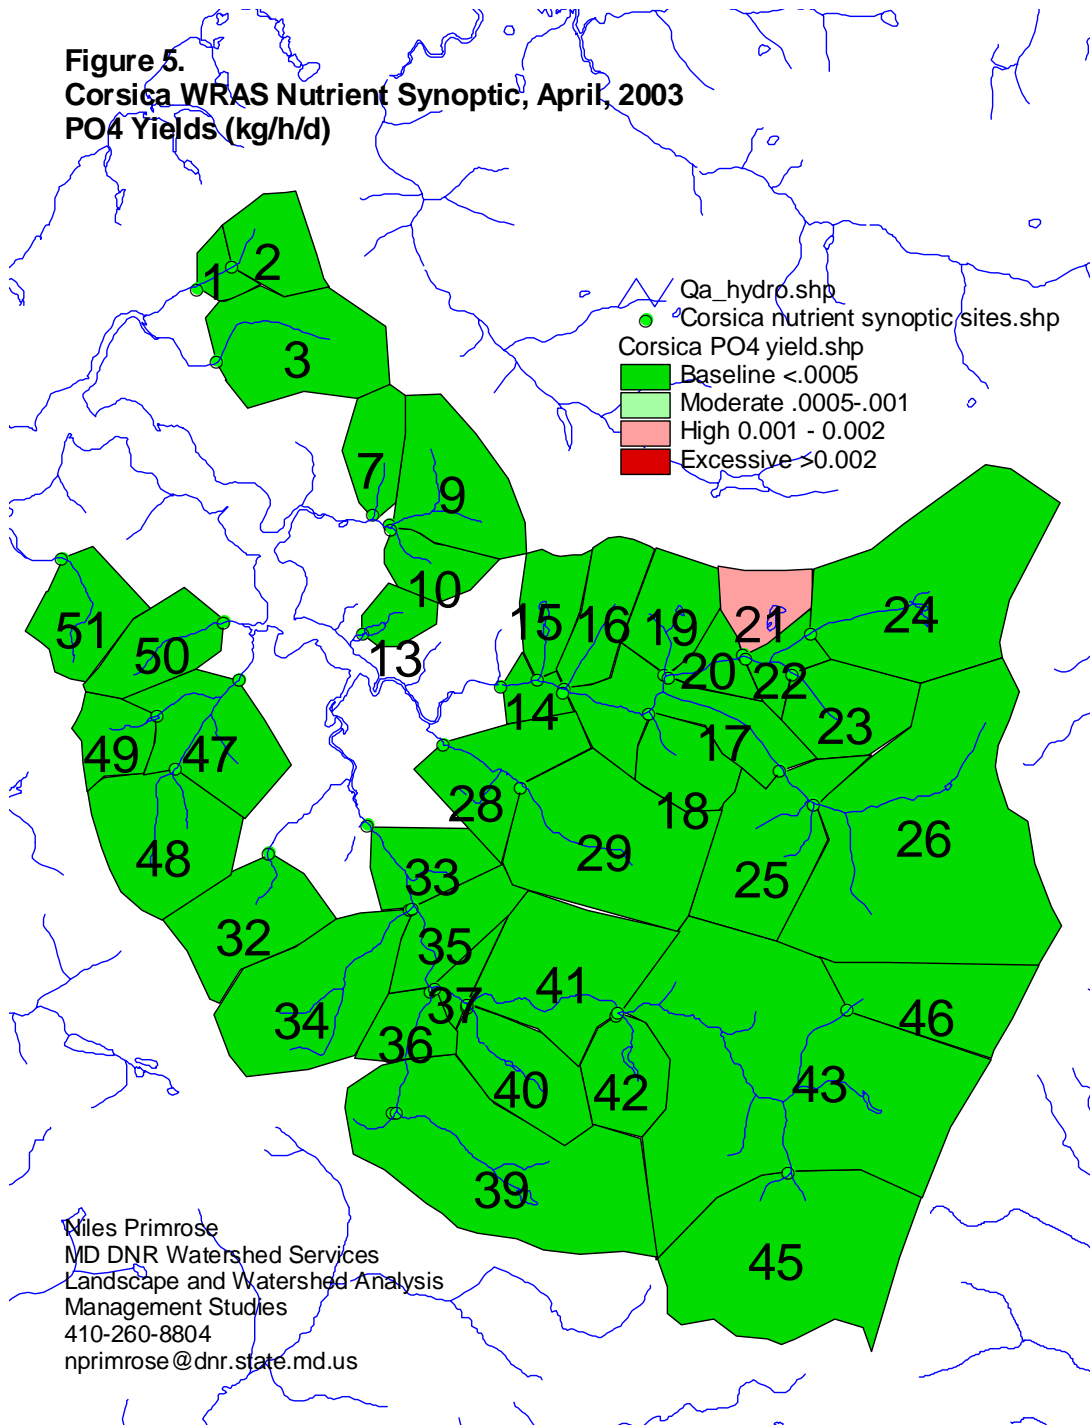 Figure 5.
Corsica WRAS Nutrient Synoptic, April, 2003
PO4 Yields (kg/h/d)
Qa_hydro.shp
Corsica nutrient synoptic sites.shp
Corsica PO4 yield.shp
Baseline <.0005
Moderate .0005-.001
High 0.001 - 0.002
Excessive >0.002
1
2
3
7
9
10
13
15
16
19
21
24
51
50
20
22
14
23
49
47
17
28
18
26
48
29
25
33
32
35
41
34
37
36
46
40
42
43
39
45
Niles Primrose
MD DNR Watershed Services
Landscape and Watershed Analysis
Management Studies
410-260-8804
nprimrose@dnr.state.md.us